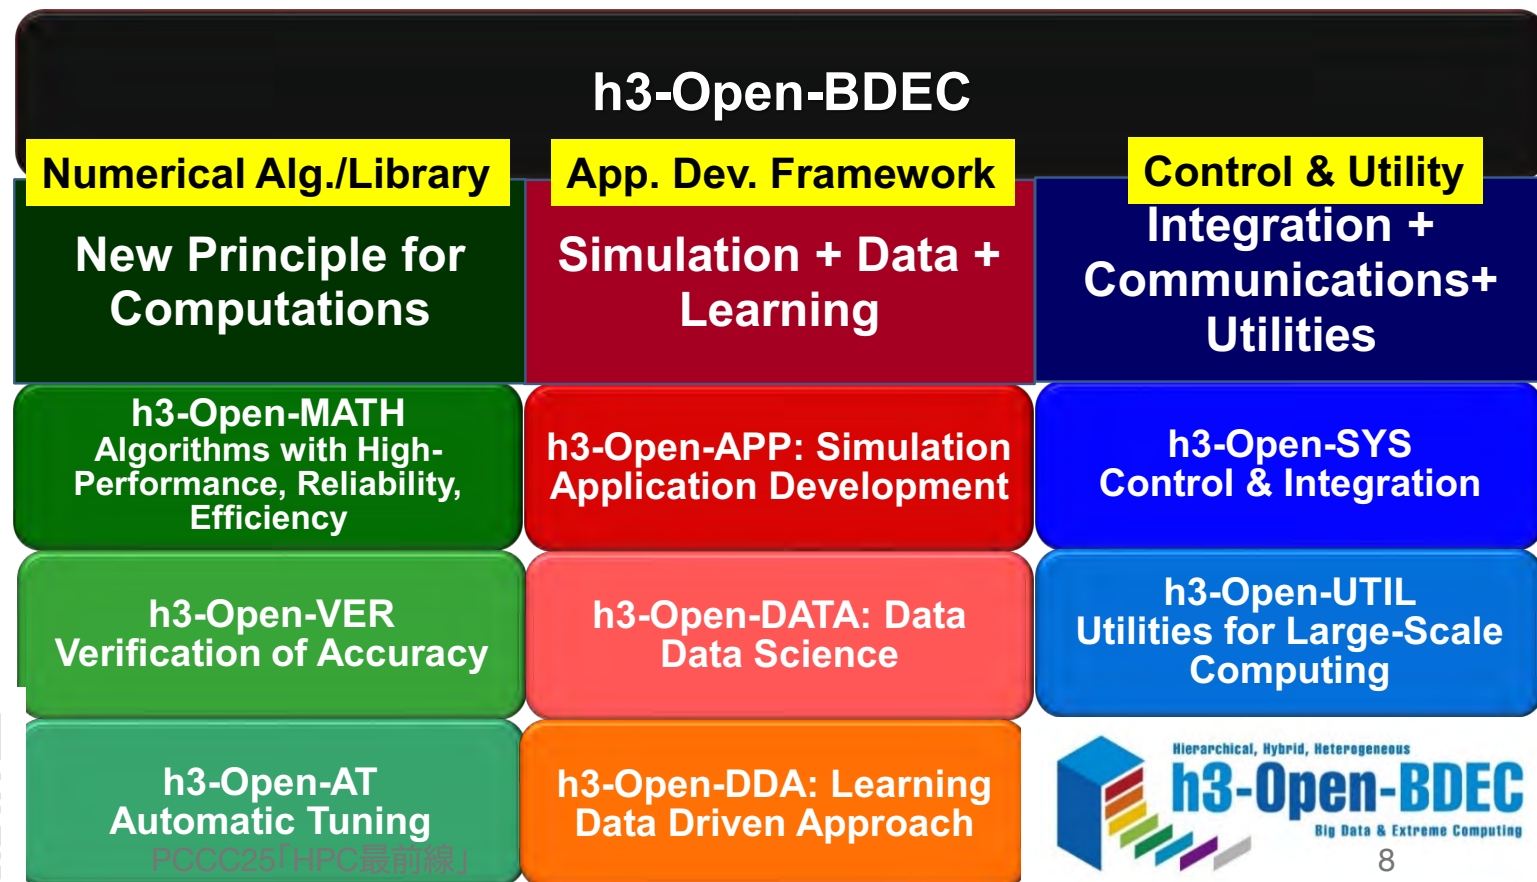 h3-Open-BDEC
Numerical Alg./Library
New Principle for
Computations
h3-Open-MATH
Algorithms with High-
Performance, Reliability,
Efficiency
h3-Open-VER
Verification of Accuracy
h3-Open-AT
Automatic Tuning
App. Dev. Framework
Simulation + Data +
Learning
h3-Open-APP: Simulation
Application Development
h3-Open-DATA: Data
Data Science
h3-Open-DDA: Learning
Data Driven Approach
Control & Utility
Integration +
Communications+
Utilities
h3-Open-SYS
Control & Integration
h3-Open-UTIL
Utilities for Large-Scale
Computing
Hierarchical, Hybrid, Heterogeneous
h3-Open-BDEC
Big Data & Extreme Computing
PCCC25「HPC最前線」
8